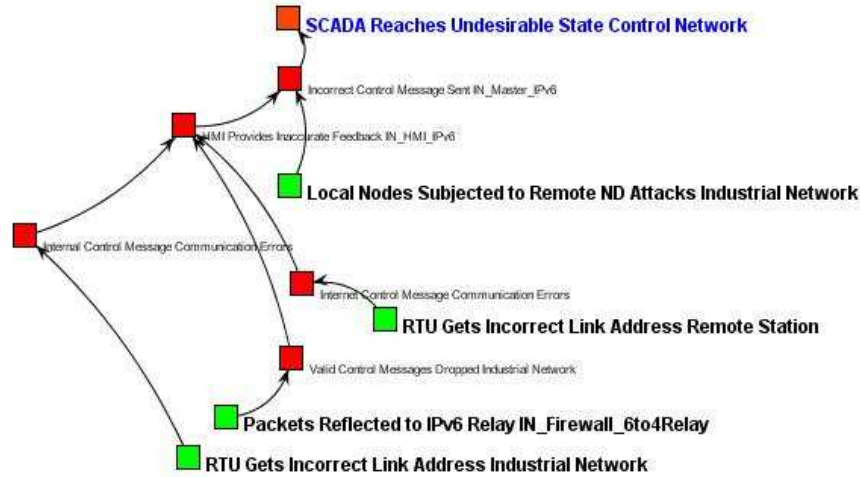 SCADA Reaches Undesirable State Control Network
Incorrect Control Message Sent IN_Master_IPv6
HMI Provides Inaccurate Feedback IN_HMI_IPv6
Local Nodes Subjected to Remote ND Attacks Industrial Network
Internal Control Message Communication Errors
Internet Control Message Communication Errors
RTU Gets Incorrect Link Address Remote Station
Valid Control Messages Dropped Industrial Network
Packets Reflected to IPv6 Relay IN_Firewall_6to4Relay
RTU Gets Incorrect Link Address Industrial Network